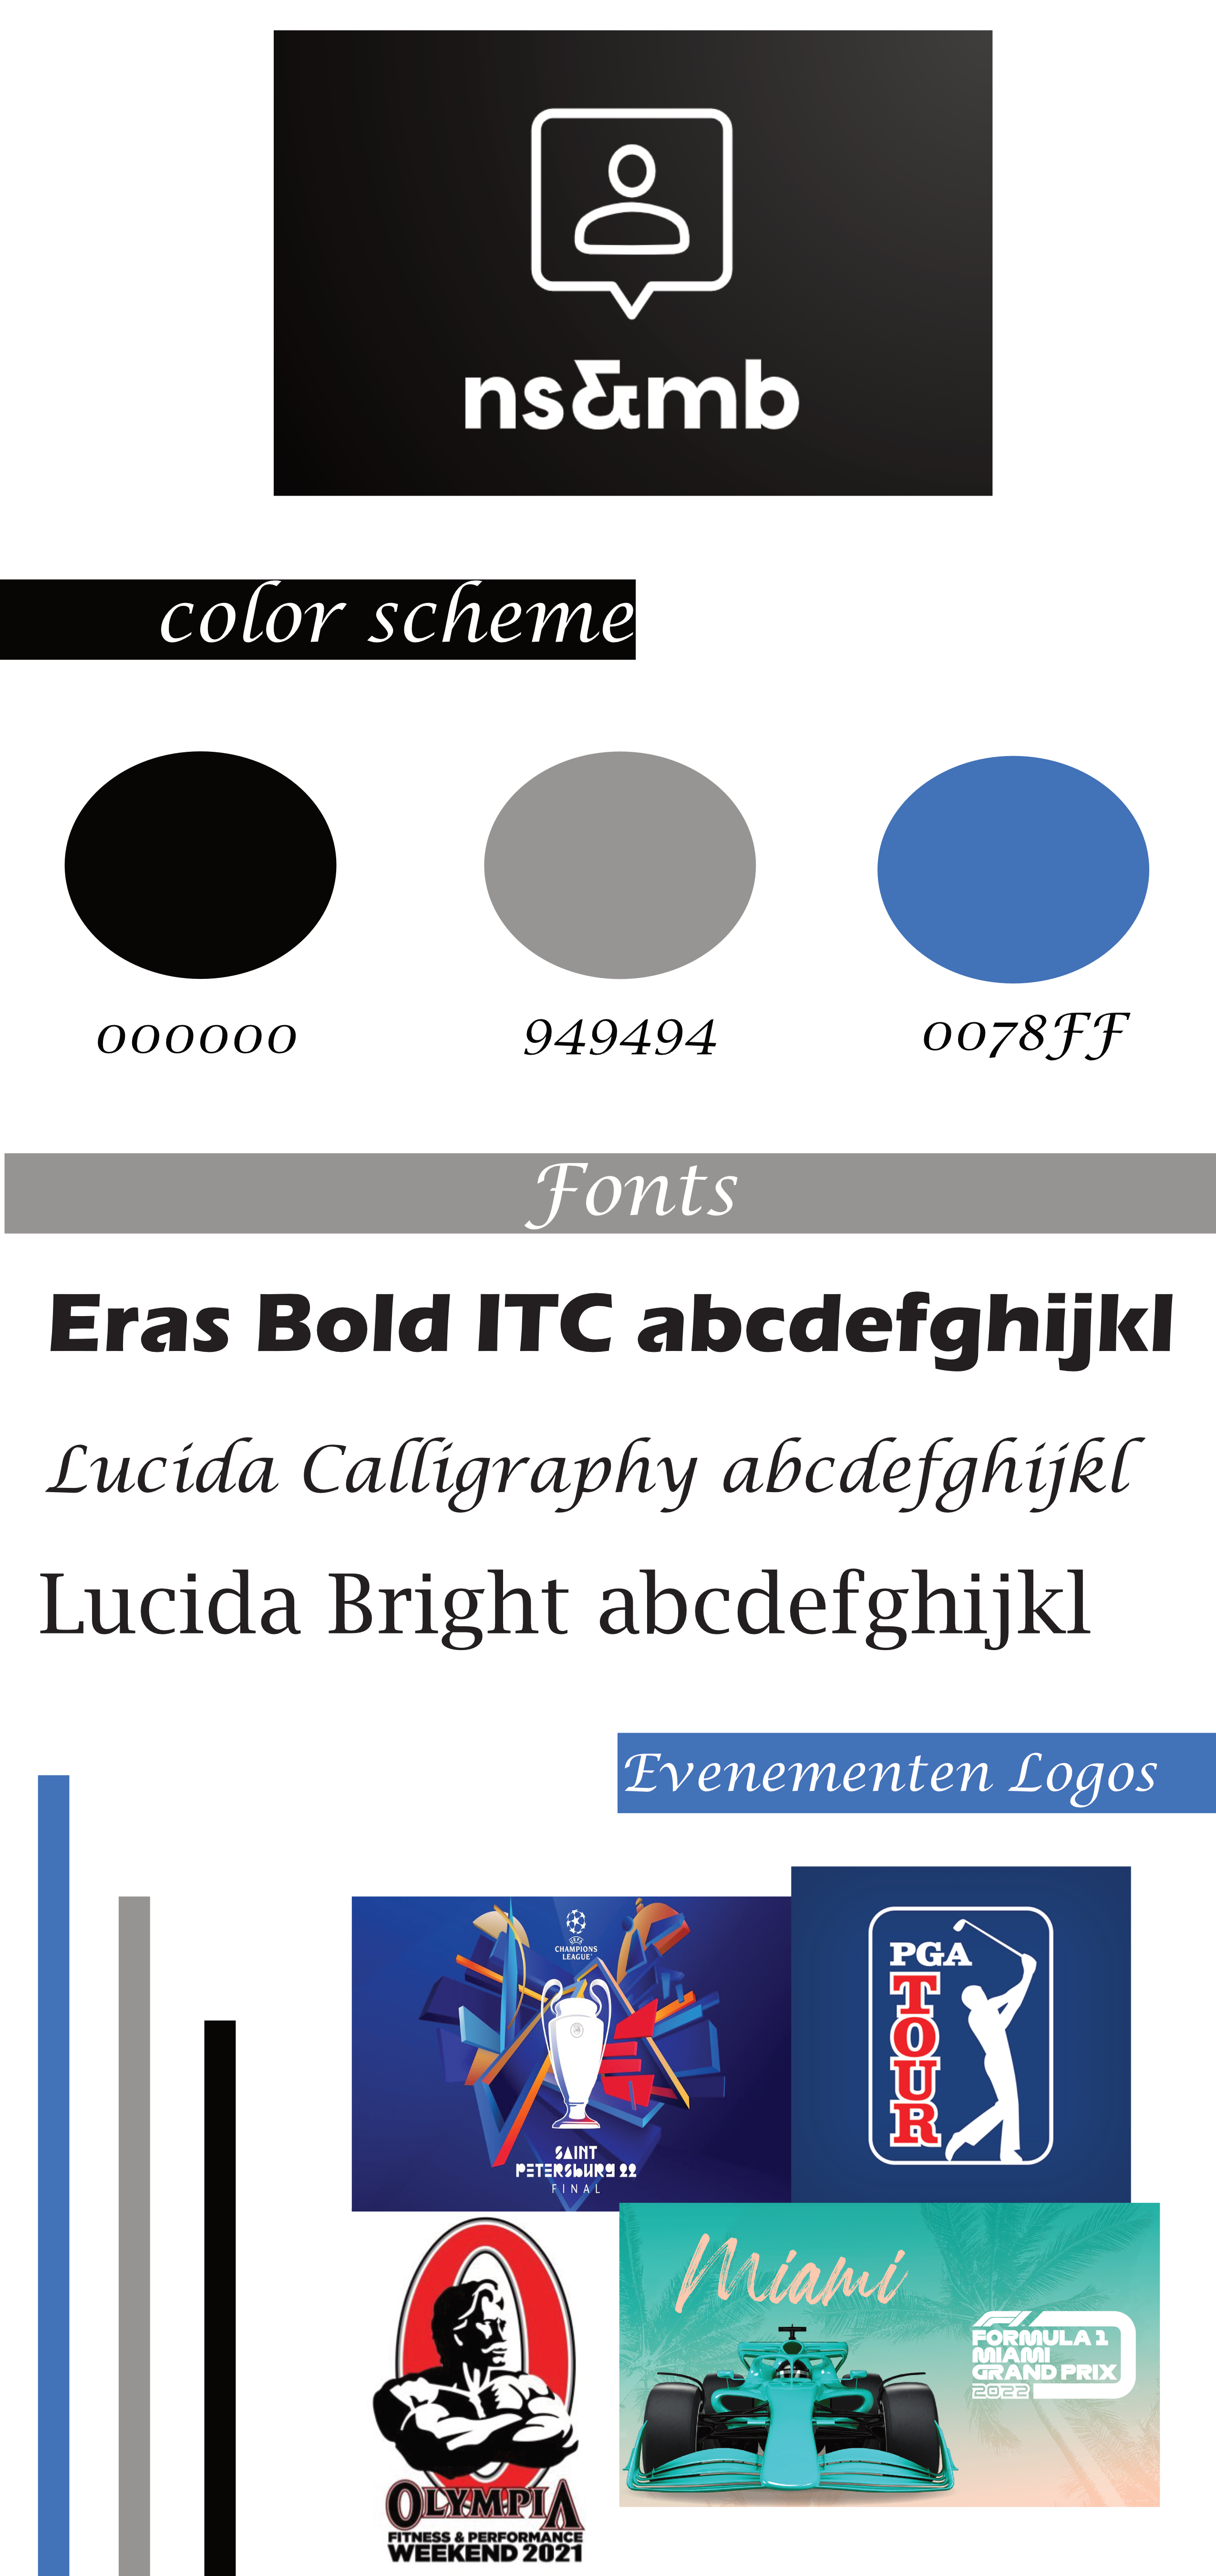 ns&mb
color scheme
000000
949494
0078FF
Fonts
Eras Bold ITC abcdefghijkl
Lucida Calligraphy abcdefghijkl
Lucida Bright abcdefghijkl
Evenementen Logos
UEFA
CHAMPIONS
LEAGUE
SAINT
PETERSbURG 22
FINAL
PGA
TOUR
Miami
F1
FORMULA 1
MIAMI
GRAND PRIX
2022
OLYMPIA
FITNESS & PERFORMANCE
WEEKEND 2021